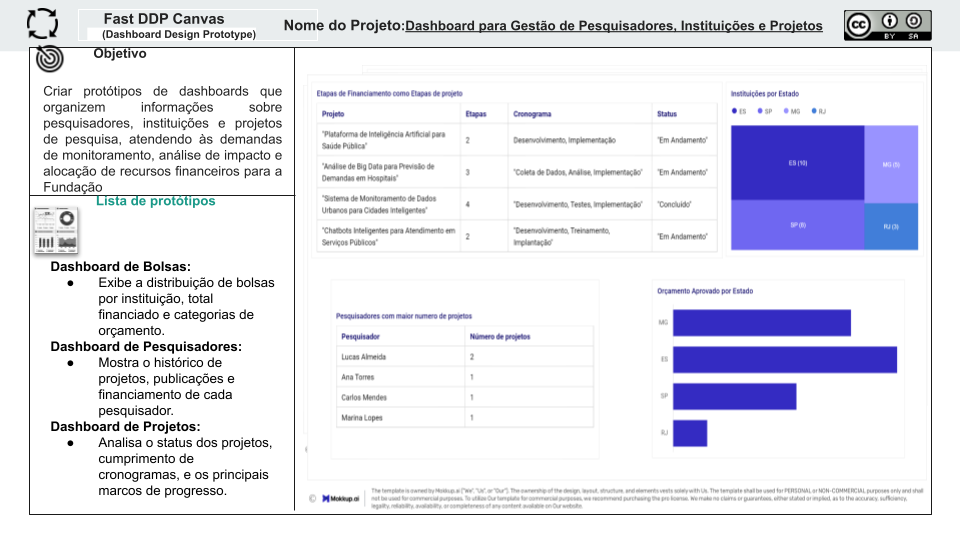 Fast DDP Canvas
(Dashboard Design Prototype)
Nome do Projeto:Dashboard para Gestão de Pesquisadores, Instituições e Projetos
CC BY SA
Objetivo
Criar protótipos de dashboards que
organizem informações sobre
pesquisadores, instituições e projetos
de pesquisa, atendendo às demandas
de monitoramento, análise de impacto e
alocação de recursos financeiros para a
Fundação
Lista de protótipos
Dashboard de Bolsas:
● Exibe a distribuição de bolsas
por instituição, total
financiado e categorias de
orçamento.
Dashboard de Pesquisadores:
● Mostra o histórico de
projetos, publicações e
financiamento de cada
pesquisador.
Dashboard de Projetos:
● Analisa o status dos projetos,
cumprimento de
cronogramas, e os principais
marcos de progresso.
Etapas de Financiamento como Etapas de projeto
Projeto Etapas Cronograma Status
"Plataforma de Inteligência Artificial para
Saúde Pública" 2 Desenvolvimento, Implementação "Em Andamento"
"Análise de Big Data para Previsão de
Demandas em Hospitais" 3 "Coleta de Dados, Análise, Implementação" "Em Andamento"
"Sistema de Monitoramento de Dados
Urbanos para Cidades Inteligentes" 4 "Desenvolvimento, Testes, Implementação" "Concluído"
"Chatbots Inteligentes para Atendimento em
Serviços Públicos" 2 "Desenvolvimento, Treinamento,
Implantação" "Em Andamento"
Instituições por Estado
ES SP MG RJ
ES (10)
MG (5)
SP (8)
RJ (3)
Pesquisadores com maior numero de projetos
Pesquisador Número de projetos
Lucas Almeida 2
Ana Torres 1
Carlos Mendes 1
Marina Lopes 1
Orçamento Aprovado por Estado
MG
ES
SP
RJ
© Mokkup.ai
The template is owned by Mokkup.ai ("We", "Us", or "Our"). The ownership of the design, layout, structure, and elements vests solely with Us. The template shall be used for PERSONAL or NON-COMMERCIAL purposes only and shall
not be used for commercial purposes. To utilize Our template for commercial purposes, we recommend purchasing the pro license. We make no claims or guarantees, either stated or implied, as to the accuracy, sufficiency,
legality, reliability, availability, or completeness of any content available on Our website.